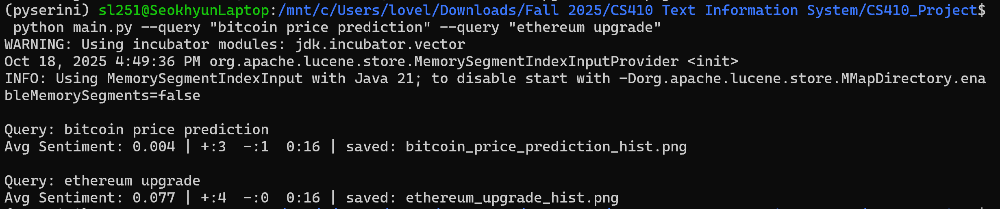 (pyserini) sl251@SeokhyunLaptop:/mnt/c/Users/lovel/Downloads/Fall 2025/CS410 Text Information System/CS410_Project$
python main.py --query "bitcoin price prediction" --query "ethereum upgrade"
WARNING: Using incubator modules: jdk.incubator.vector
Oct 18, 2025 4:49:36 PM org.apache.lucene.store.MemorySegmentIndexInputProvider <init>
INFO: Using MemorySegmentIndexInput with Java 21; to disable start with -Dorg.apache.lucene.store.MMapDirectory.ena
bleMemorySegments=false
Query: bitcoin price prediction
Avg Sentiment: 0.004 | +:3  -:1  0:16 | saved: bitcoin_price_prediction_hist.png
Query: ethereum upgrade
Avg Sentiment: 0.077 | +:4  -:0  0:16 | saved: ethereum_upgrade_hist.png